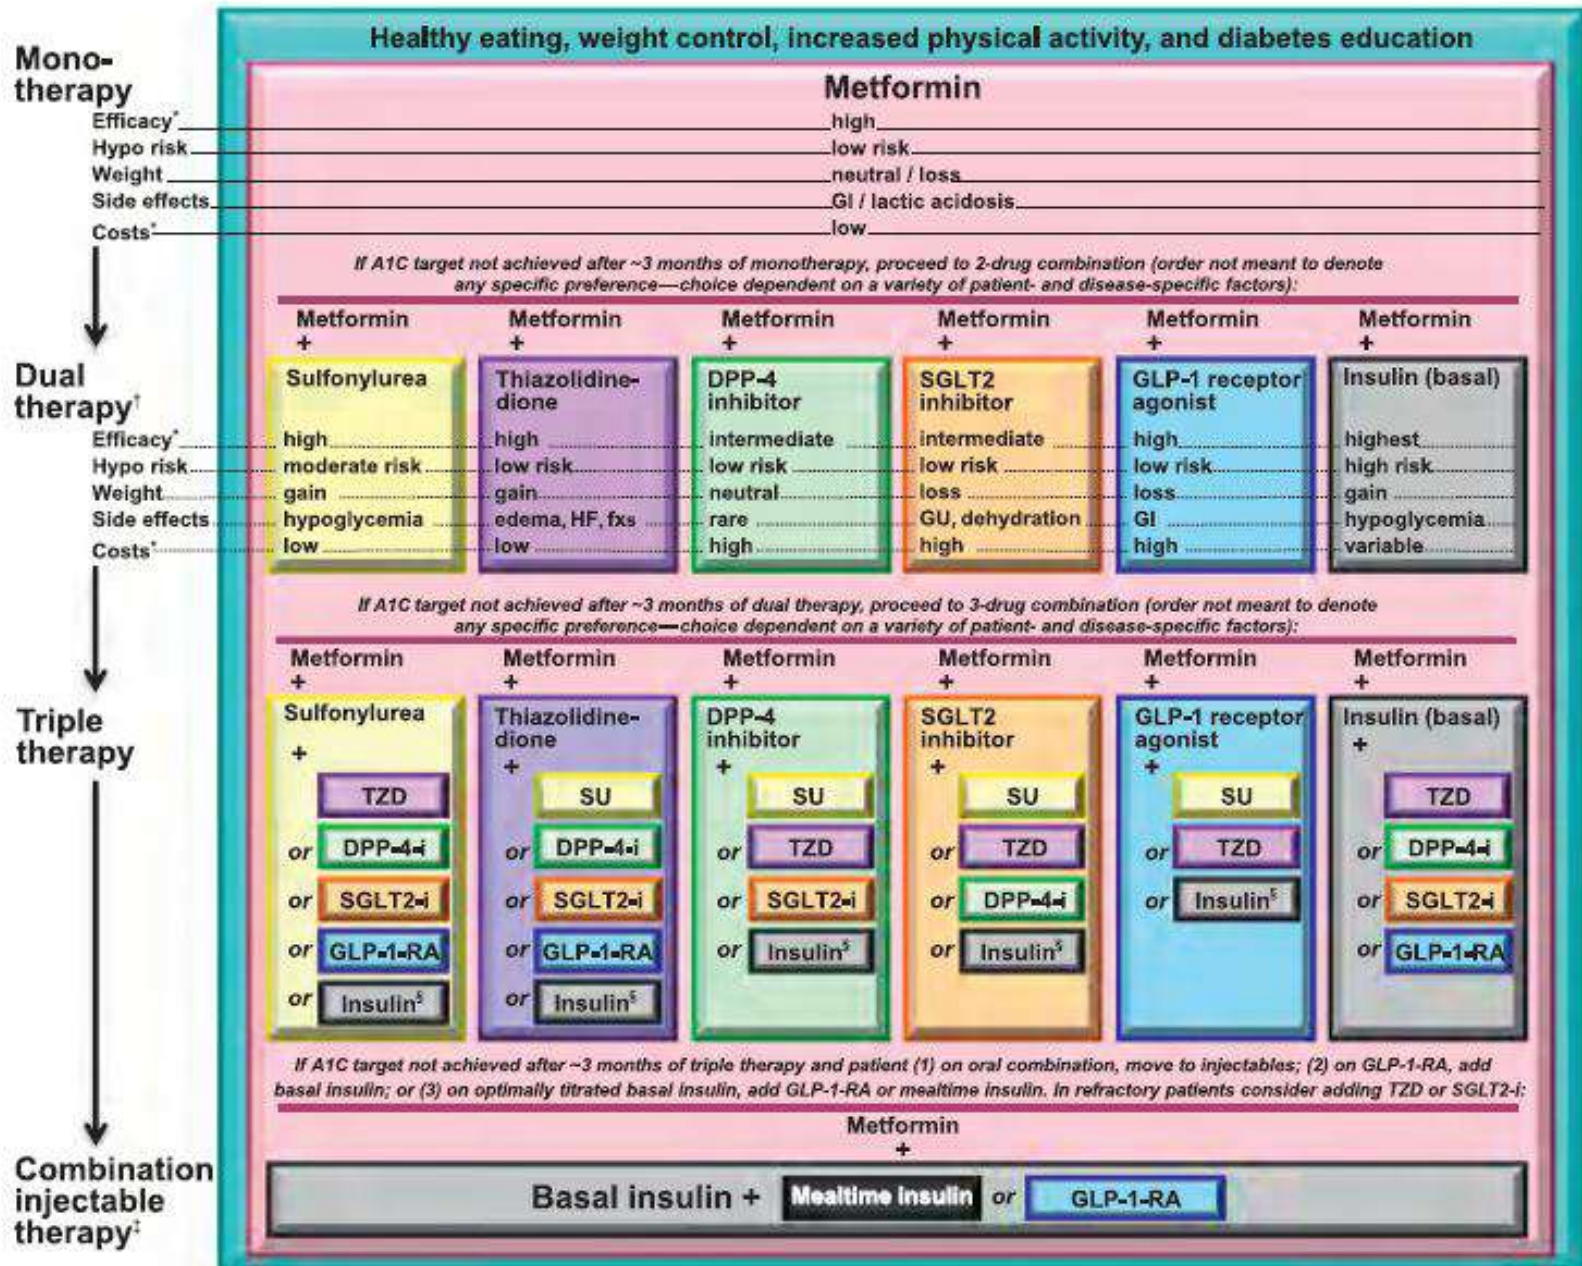 Healthy eating, weight control, increased physical activity, and diabetes education
Mono-
therapy
Metformin
Efficacy* high
Hypo risk low risk
Weight neutral / loss
Side effects GI / lactic acidosis
Costs* low
If A1C target not achieved after ~3 months of monotherapy, proceed to 2-drug combination (order not meant to denote
any specific preference—choice dependent on a variety of patient- and disease-specific factors):
Metformin Metformin Metformin Metformin Metformin Metformin
+ + + + + +
Dual
therapy†
Sulfonylurea
Thiazolidine-
dione
DPP-4
inhibitor
SGLT2
inhibitor
GLP-1 receptor
agonist
Insulin (basal)
Efficacy* high high intermediate intermediate high highest
Hypo risk moderate risk low risk low risk low risk low risk high risk
Weight gain gain neutral loss loss gain
Side effects hypoglycemia edema, HF, fxs rare GU, dehydration GI hypoglycemia
Costs* low low high high high variable
If A1C target not achieved after ~3 months of dual therapy, proceed to 3-drug combination (order not meant to denote
any specific preference—choice dependent on a variety of patient- and disease-specific factors):
Metformin Metformin Metformin Metformin Metformin Metformin
+ + + + + +
Triple
therapy
Sulfonylurea
+
TZD
or DPP-4-i
or SGLT2-i
or GLP-1-RA
or Insulin§
Thiazolidine-
dione
+
SU
or DPP-4-i
or SGLT2-i
or GLP-1-RA
or Insulin§
DPP-4
inhibitor
+
SU
or TZD
or SGLT2-i
or Insulin§
SGLT2
inhibitor
+
SU
or TZD
or DPP-4-i
or Insulin§
GLP-1 receptor
agonist
+
SU
or TZD
or Insulin§
Insulin (basal)
+
TZD
or DPP-4-i
or SGLT2-i
or GLP-1-RA
If A1C target not achieved after ~3 months of triple therapy and patient (1) on oral combination, move to injectables; (2) on GLP-1-RA, add
basal insulin; or (3) on optimally titrated basal insulin, add GLP-1-RA or mealtime insulin. In refractory patients consider adding TZD or SGLT2-i:
Metformin
+
Combination
injectable
therapy‡
Basal insulin + Mealtime insulin or GLP-1-RA